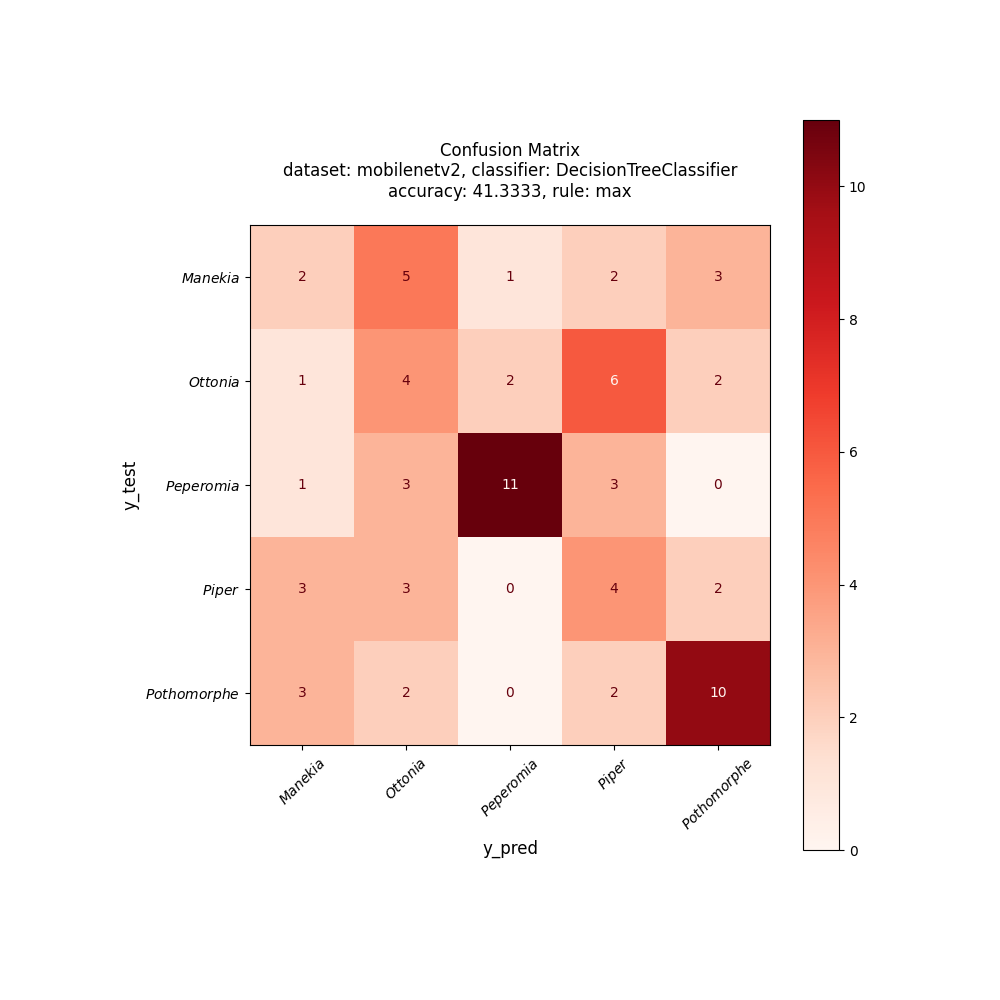 Confusion Matrix
dataset: mobilenetv2, classifier: DecisionTreeClassifier
accuracy: 41.3333, rule: max
Manekia 2 5 1 2 3
Ottonia 1 4 2 6 2
Peperomia 1 3 11 3 0
Piper 3 3 0 4 2
Pothomorphe 3 2 0 2 10
y_test
Manekia Ottonia Peperomia Piper Pothomorphe
y_pred
10
8
6
4
2
0